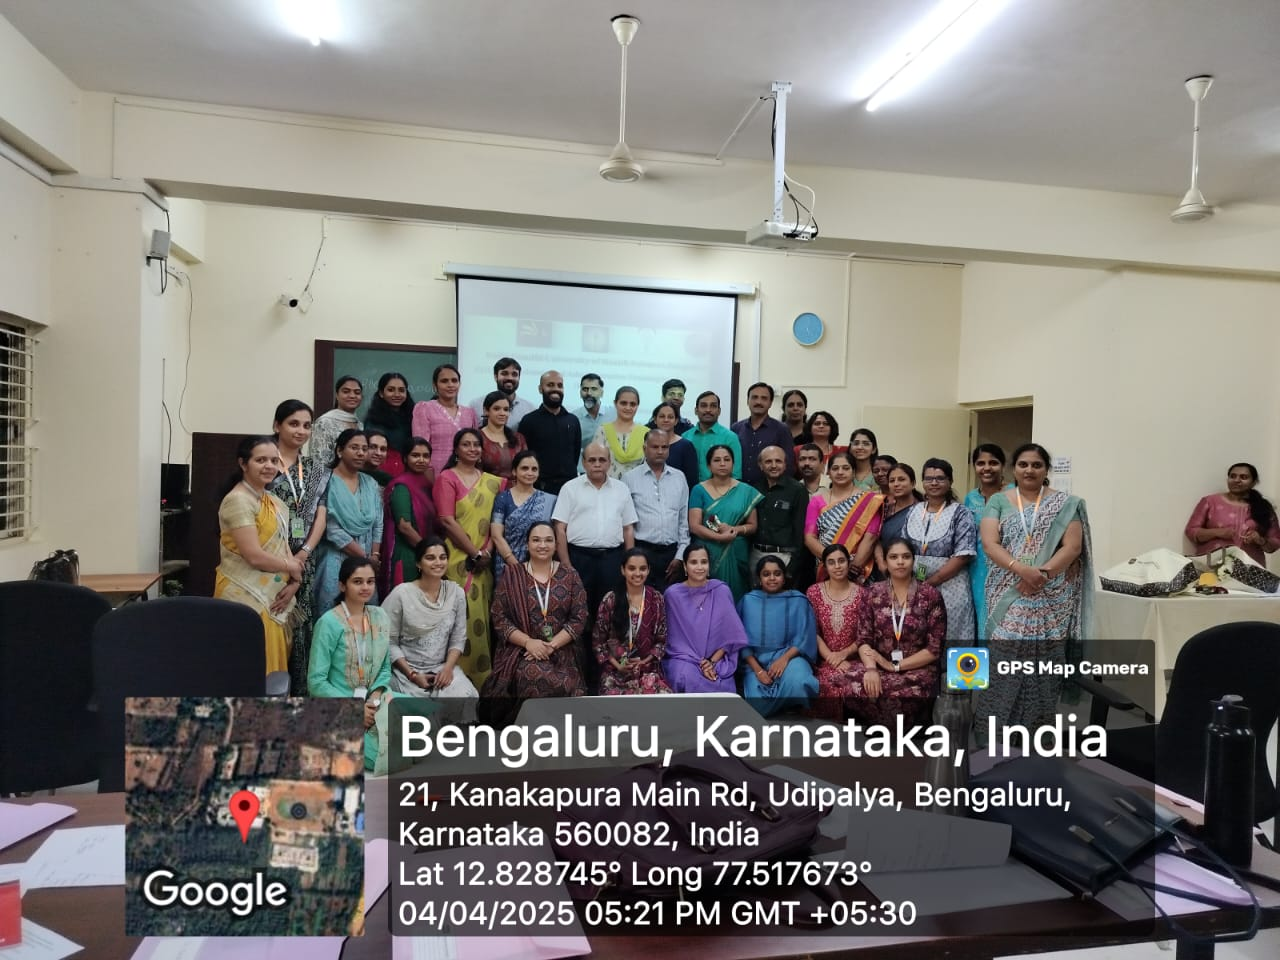 GPS Map Camera
Bengaluru, Karnataka, India
21, Kanakapura Main Rd, Udipalya, Bengaluru,
Karnataka 560082, India
Lat 12.828745° Long 77.517673°
04/04/2025 05:21 PM GMT +05:30
Google